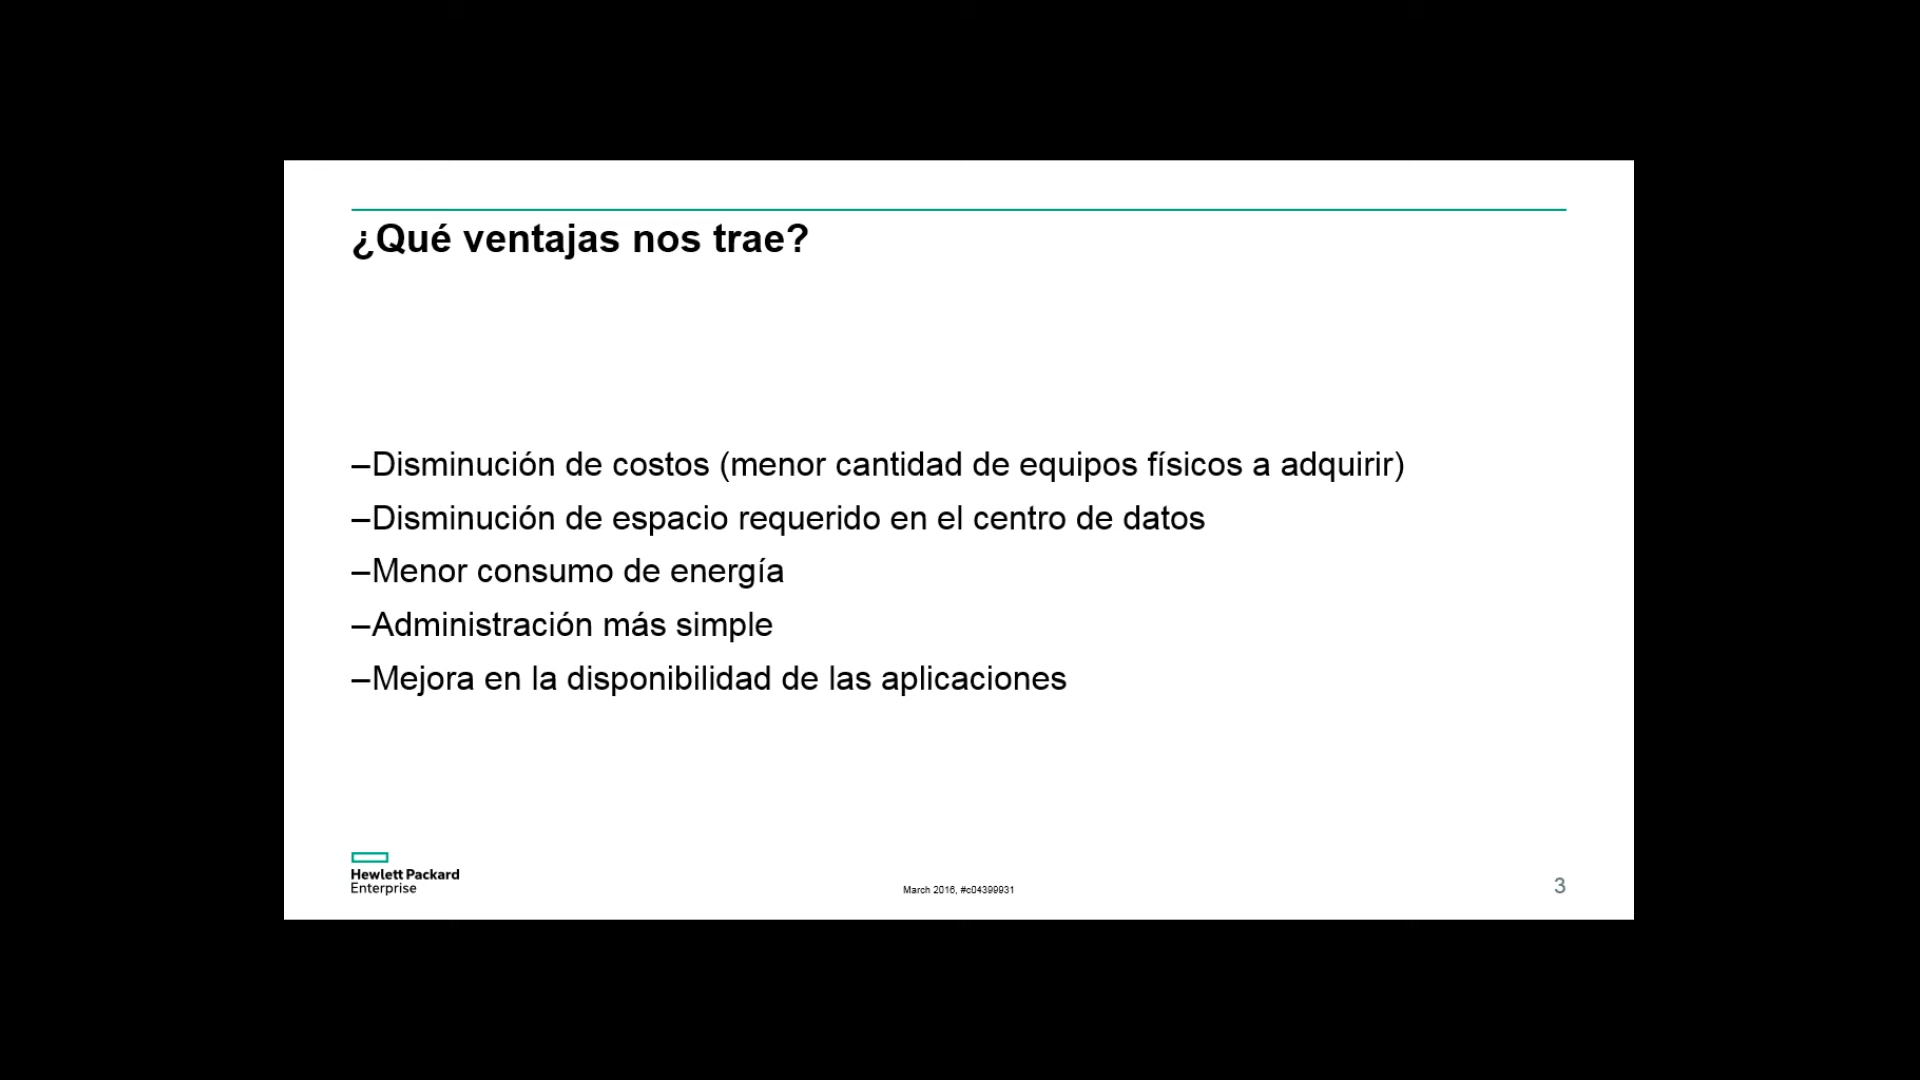 ¿Qué ventajas nos trae?
–Disminución de costos (menor cantidad de equipos físicos a adquirir)
–Disminución de espacio requerido en el centro de datos
–Menor consumo de energía
–Administración más simple
–Mejora en la disponibilidad de las aplicaciones
Hewlett Packard
Enterprise
March 2016, #c04399931
3